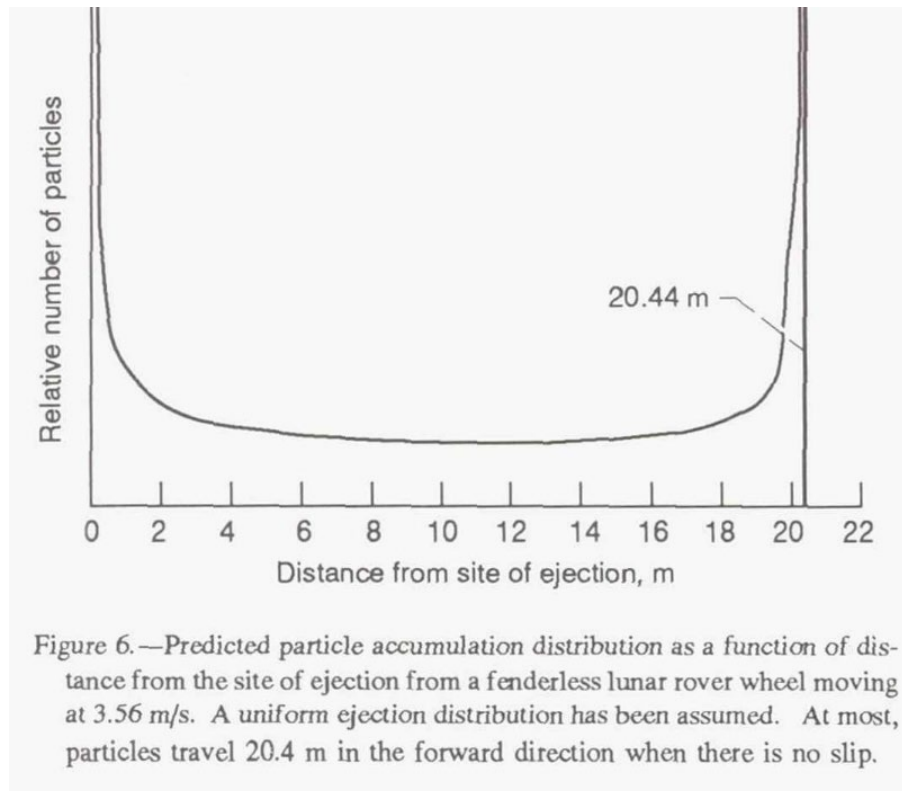 Relative number of particles
20.44 m
0 2 4 6 8 10 12 14 16 18 20 22
Distance from site of ejection, m
Figure 6.—Predicted particle accumulation distribution as a function of dis-
tance from the site of ejection from a fenderless lunar rover wheel moving
at 3.56 m/s. A uniform ejection distribution has been assumed. At most,
particles travel 20.4 m in the forward direction when there is no slip.